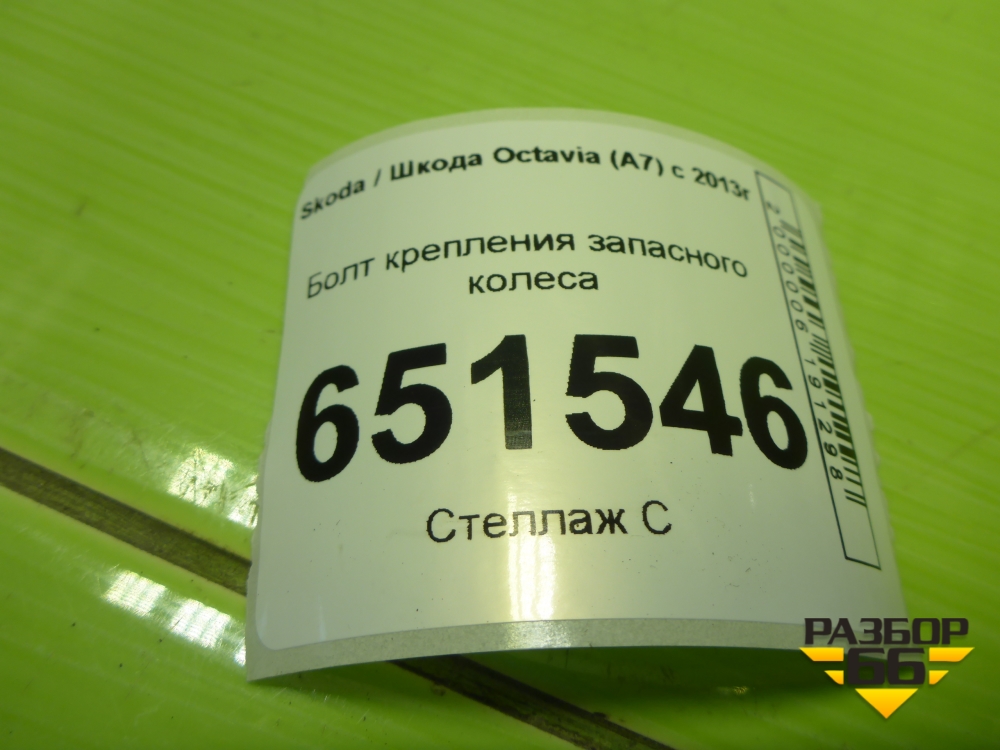 Skoda / Шкода Octavia (A7) с 2013г
Болт крепления запасного
колеса
651546
Стеллаж С
2000006191298
РАЗБОР
66